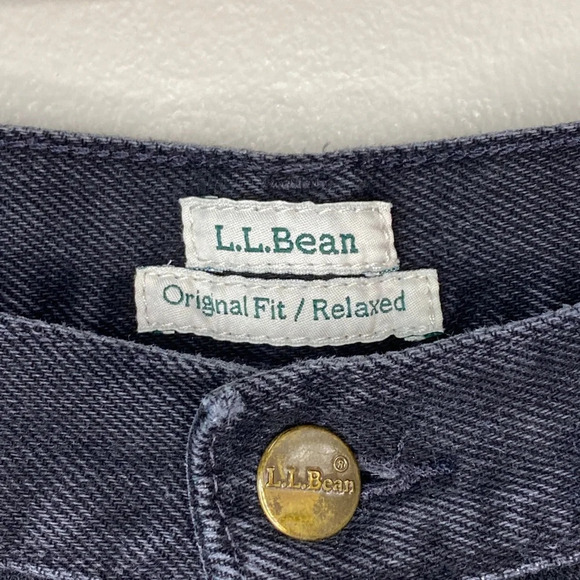 L.L.Bean
Original Fit / Relaxed
L.L.Bean ®